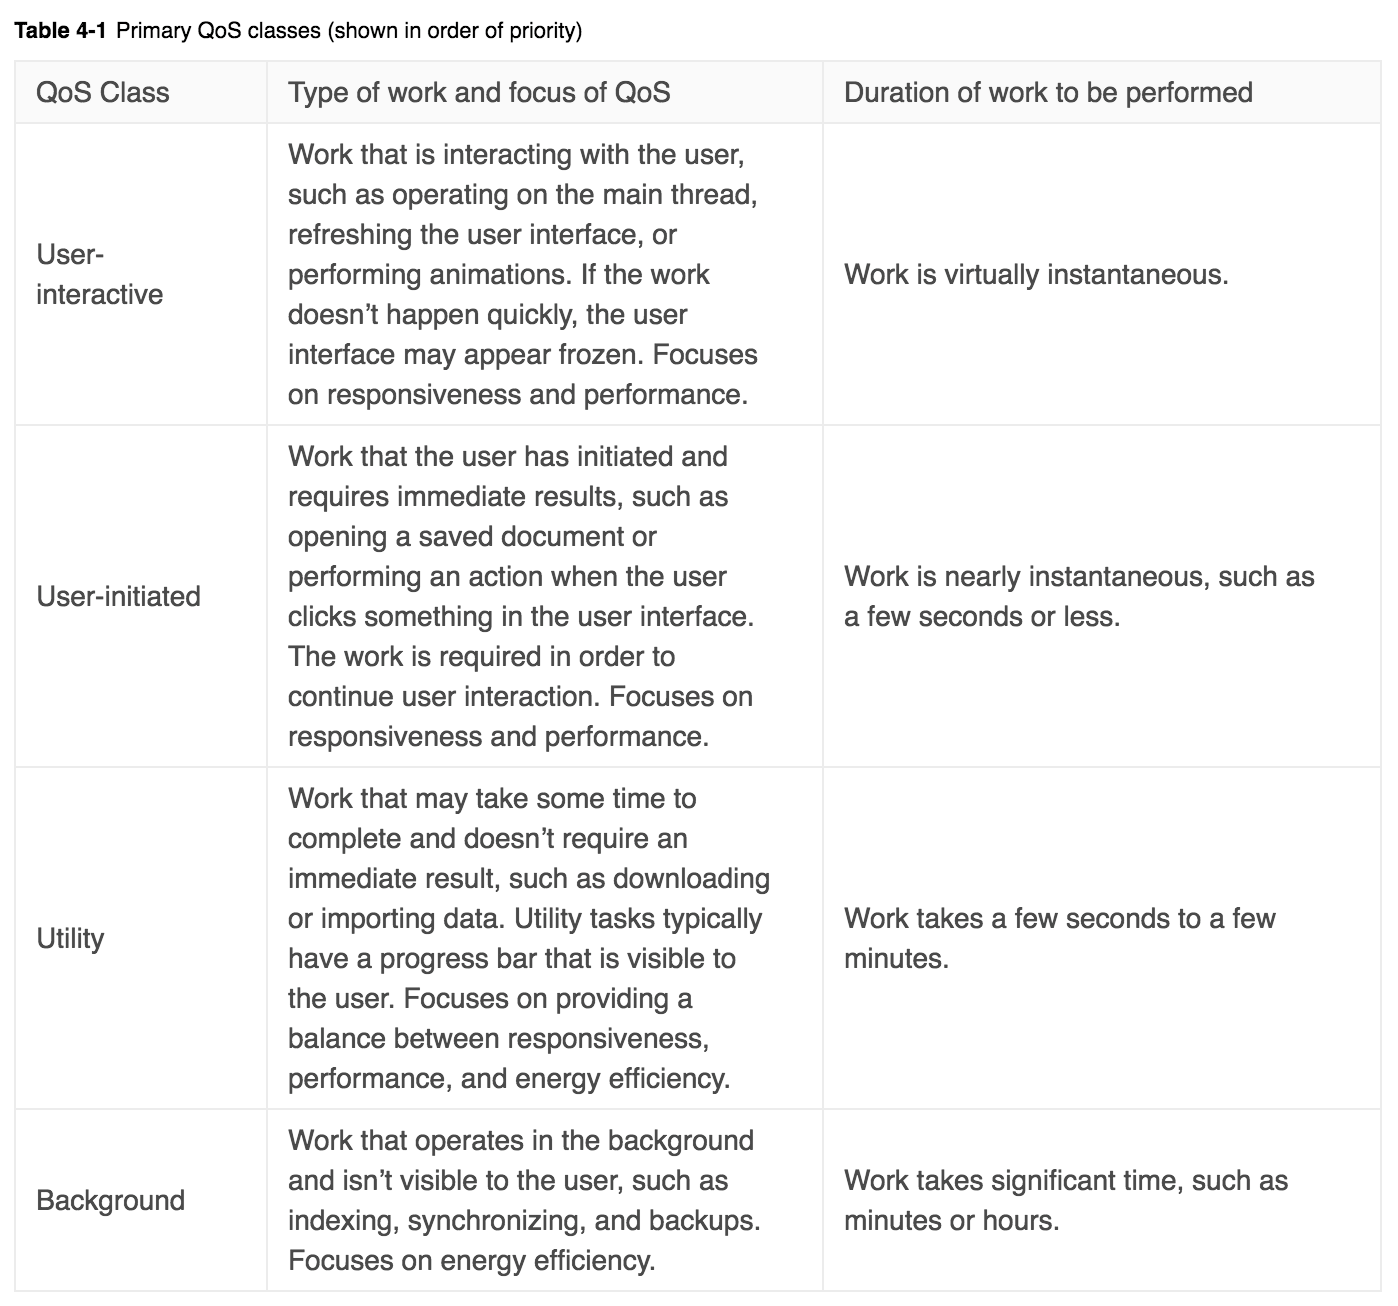 Table 4-1 Primary QoS classes (shown in order of priority)
QoS Class
Type of work and focus of QoS
Duration of work to be performed
User-
interactive
Work that is interacting with the user,
such as operating on the main thread,
refreshing the user interface, or
performing animations. If the work
doesn’t happen quickly, the user
interface may appear frozen. Focuses
on responsiveness and performance.
Work is virtually instantaneous.
User-initiated
Work that the user has initiated and
requires immediate results, such as
opening a saved document or
performing an action when the user
clicks something in the user interface.
The work is required in order to
continue user interaction. Focuses on
responsiveness and performance.
Work is nearly instantaneous, such as
a few seconds or less.
Utility
Work that may take some time to
complete and doesn’t require an
immediate result, such as downloading
or importing data. Utility tasks typically
have a progress bar that is visible to
the user. Focuses on providing a
balance between responsiveness,
performance, and energy efficiency.
Work takes a few seconds to a few
minutes.
Background
Work that operates in the background
and isn’t visible to the user, such as
indexing, synchronizing, and backups.
Focuses on energy efficiency.
Work takes significant time, such as
minutes or hours.